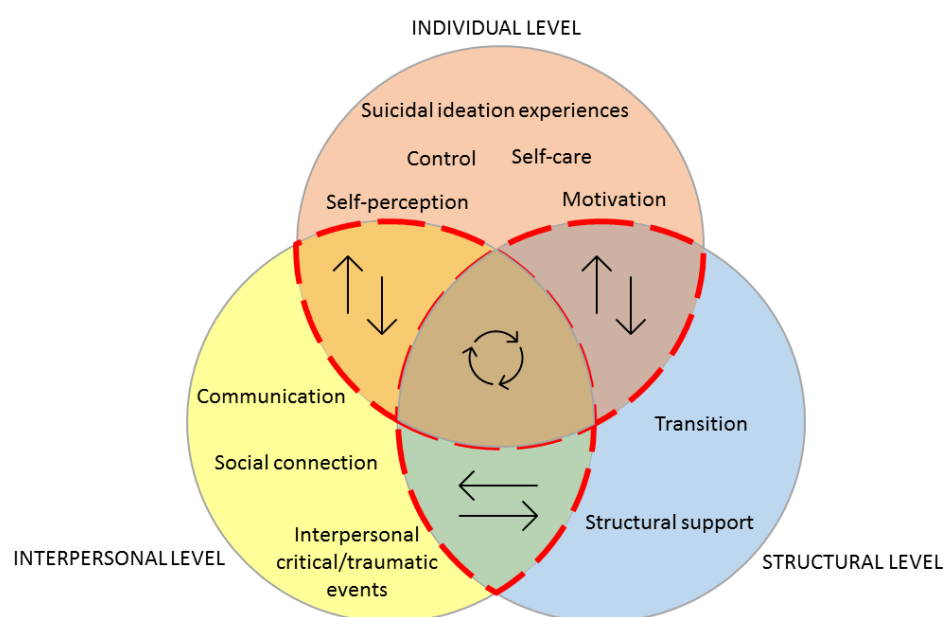 INDIVIDUAL LEVEL
Suicidal ideation experiences
Control
Self-care
Self-perception
Motivation
Communication
Transition
Social connection
Structural support
Interpersonal
critical/traumatic
events
INTERPERSONAL LEVEL
STRUCTURAL LEVEL